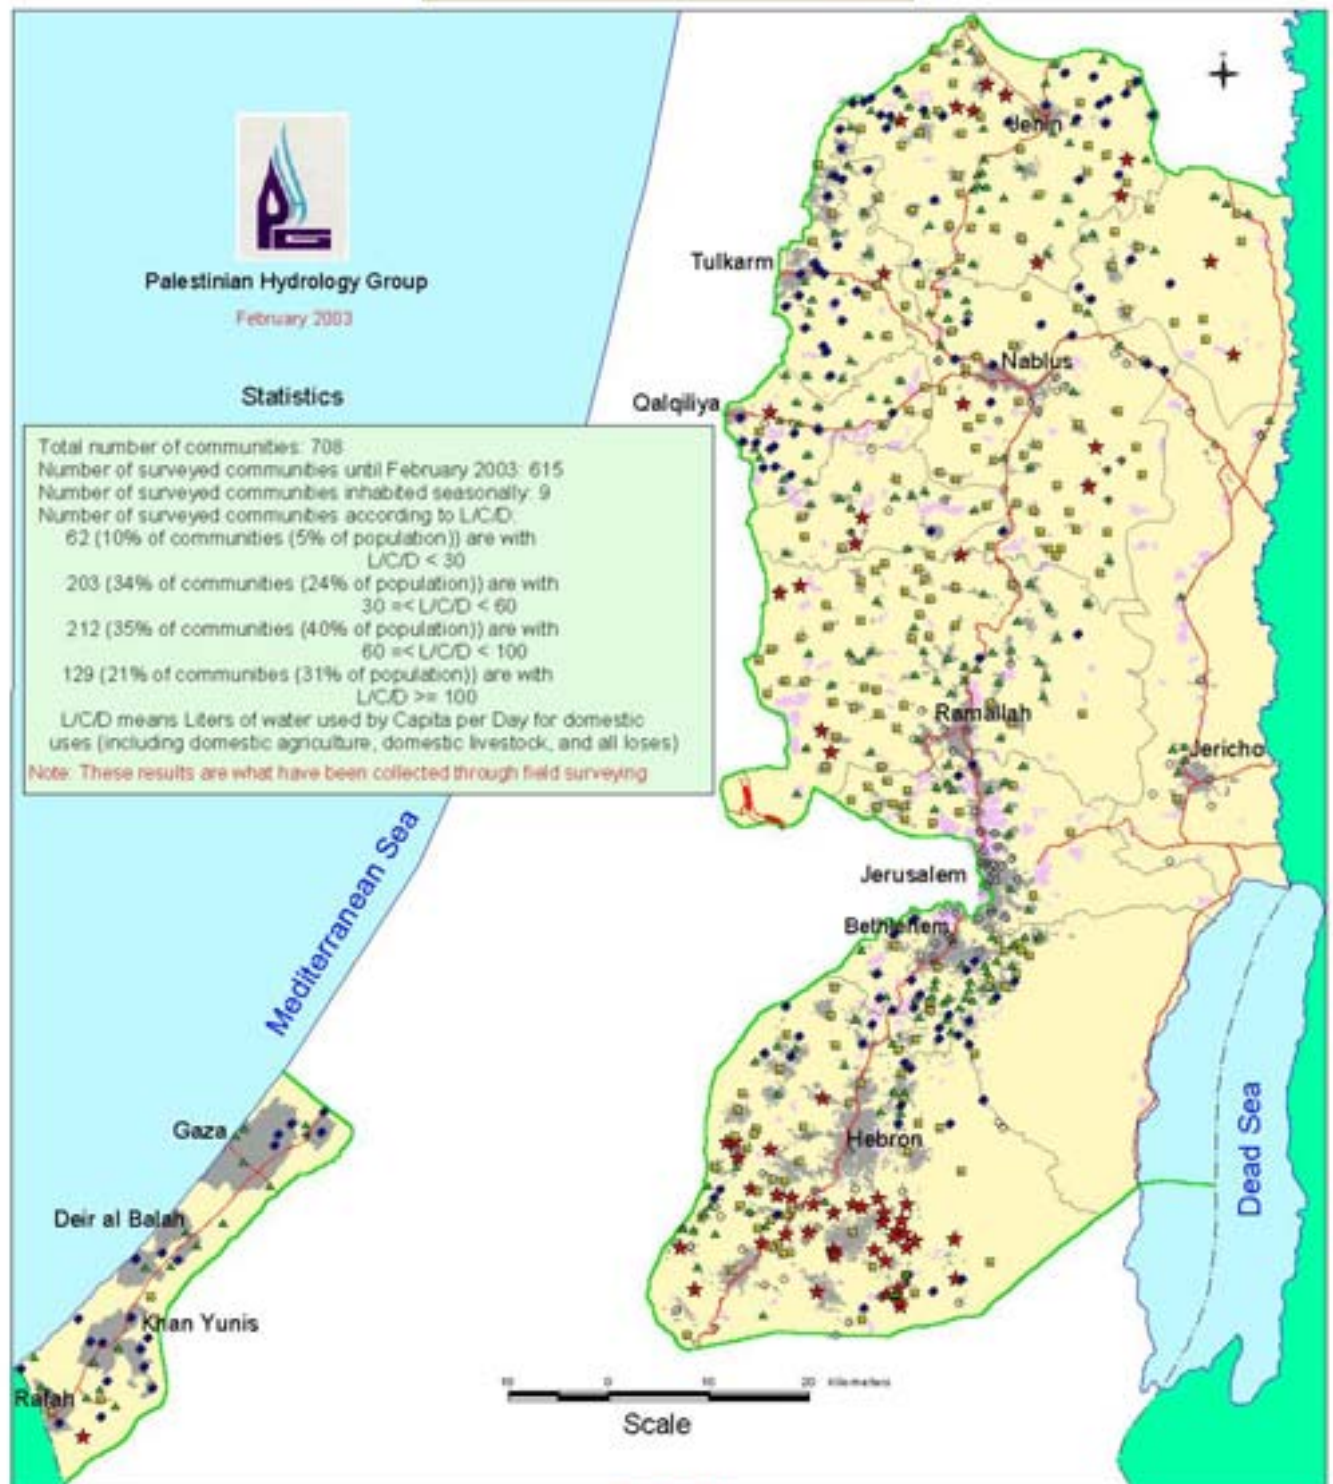 Palestinian Hydrology Group
February 2003
Statistics
Total number of communities: 708
Number of surveyed communities until February 2003: 615
Number of surveyed communities inhabited seasonally: 9
Number of surveyed communities according to L/C/D:
62 (10% of communities (5% of population)) are with
L/C/D < 30
203 (34% of communities (24% of population)) are with
30 =< L/C/D < 60
212 (35% of communities (40% of population)) are with
60 =< L/C/D < 100
129 (21% of communities (31% of population)) are with
L/C/D >= 100
L/C/D means Liters of water used by Capita per Day for domestic
uses (including domestic agriculture, domestic livestock, and all loses)
Note: These results are what have been collected through field surveying
Jenin
Tulkarm
Nablus
Qalqiliya
Ramallah
Jericho
Jerusalem
Bethlehem
Mediterranean Sea
Hebron
Dead Sea
Gaza
Deir al Balah
Khan Yunis
Rafah
10 0 10 20 Kilometers
Scale